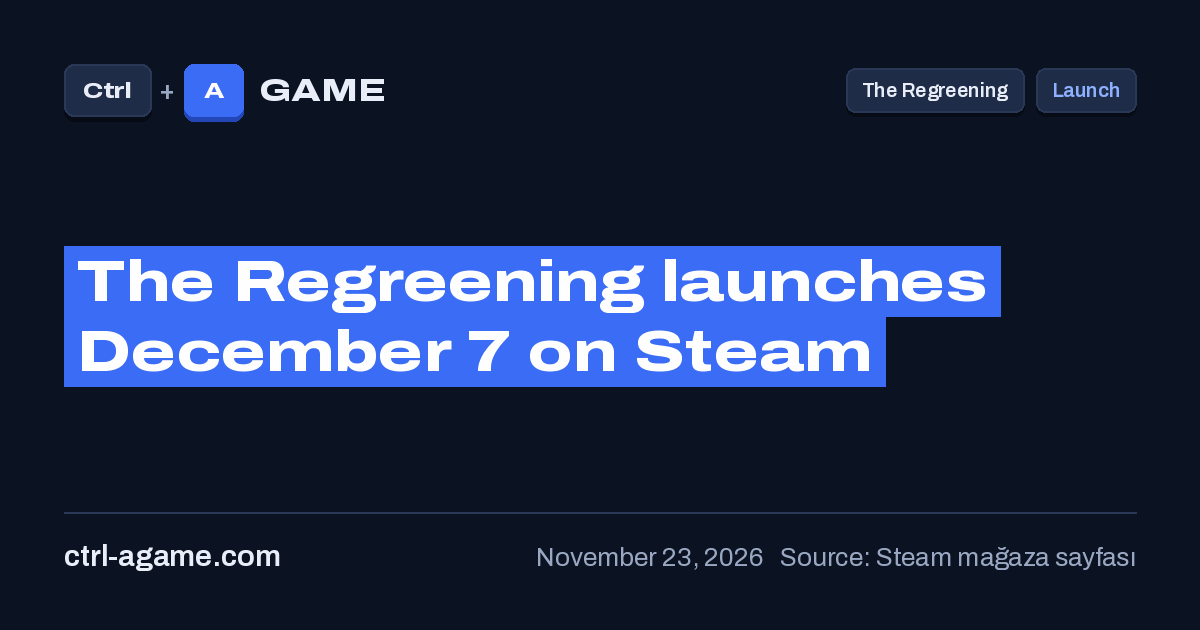 Ctrl + A GAME
The Regreening Launch
The Regreening launches
December 7 on Steam
ctrl-agame.com
November 23, 2026 Source: Steam mağaza sayfası